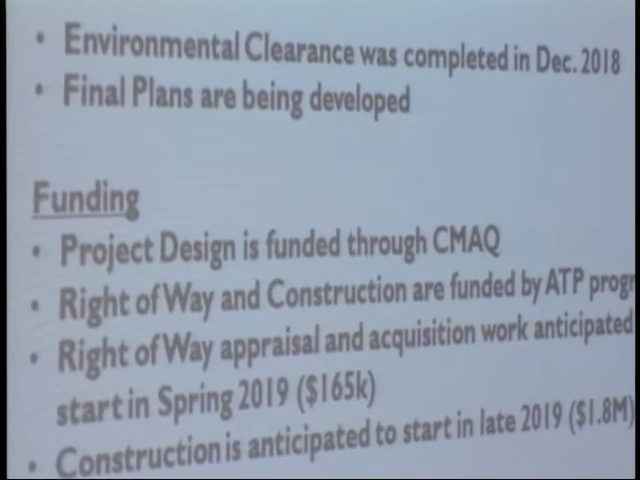 • Environmental Clearance was completed in Dec. 2018
• Final Plans are being developed
Funding
• Project Design is funded through CMAQ
• Right of Way and Construction are funded by ATP progr
• Right of Way appraisal and acquisition work anticipated
start in Spring 2019 ($165k)
• Construction is anticipated to start in late 2019 ($1.8M)